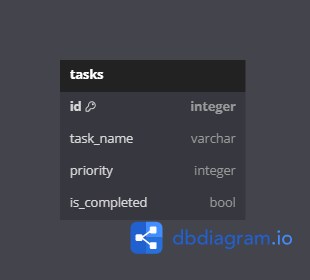 tasks
id integer
task_name varchar
priority integer
is_completed bool
dbdiagram.io